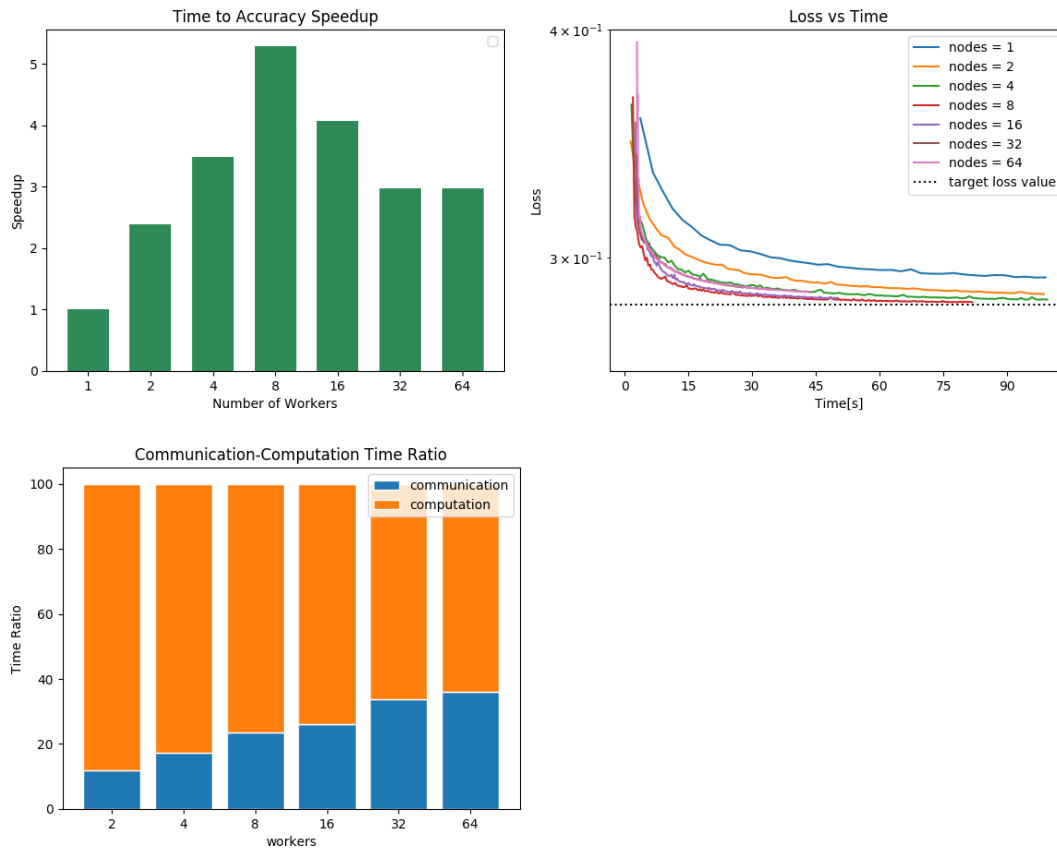 Time to Accuracy Speedup
Speedup
5
4
3
2
1
0
1 2 4 8 16 32 64
Number of Workers
Loss vs Time
Loss
4 × 10⁻¹
3 × 10⁻¹
nodes = 1
nodes = 2
nodes = 4
nodes = 8
nodes = 16
nodes = 32
nodes = 64
target loss value
0 15 30 45 60 75 90
Time[s]
Communication-Computation Time Ratio
Time Ratio
100
80
60
40
20
0
communication
computation
2 4 8 16 32 64
workers